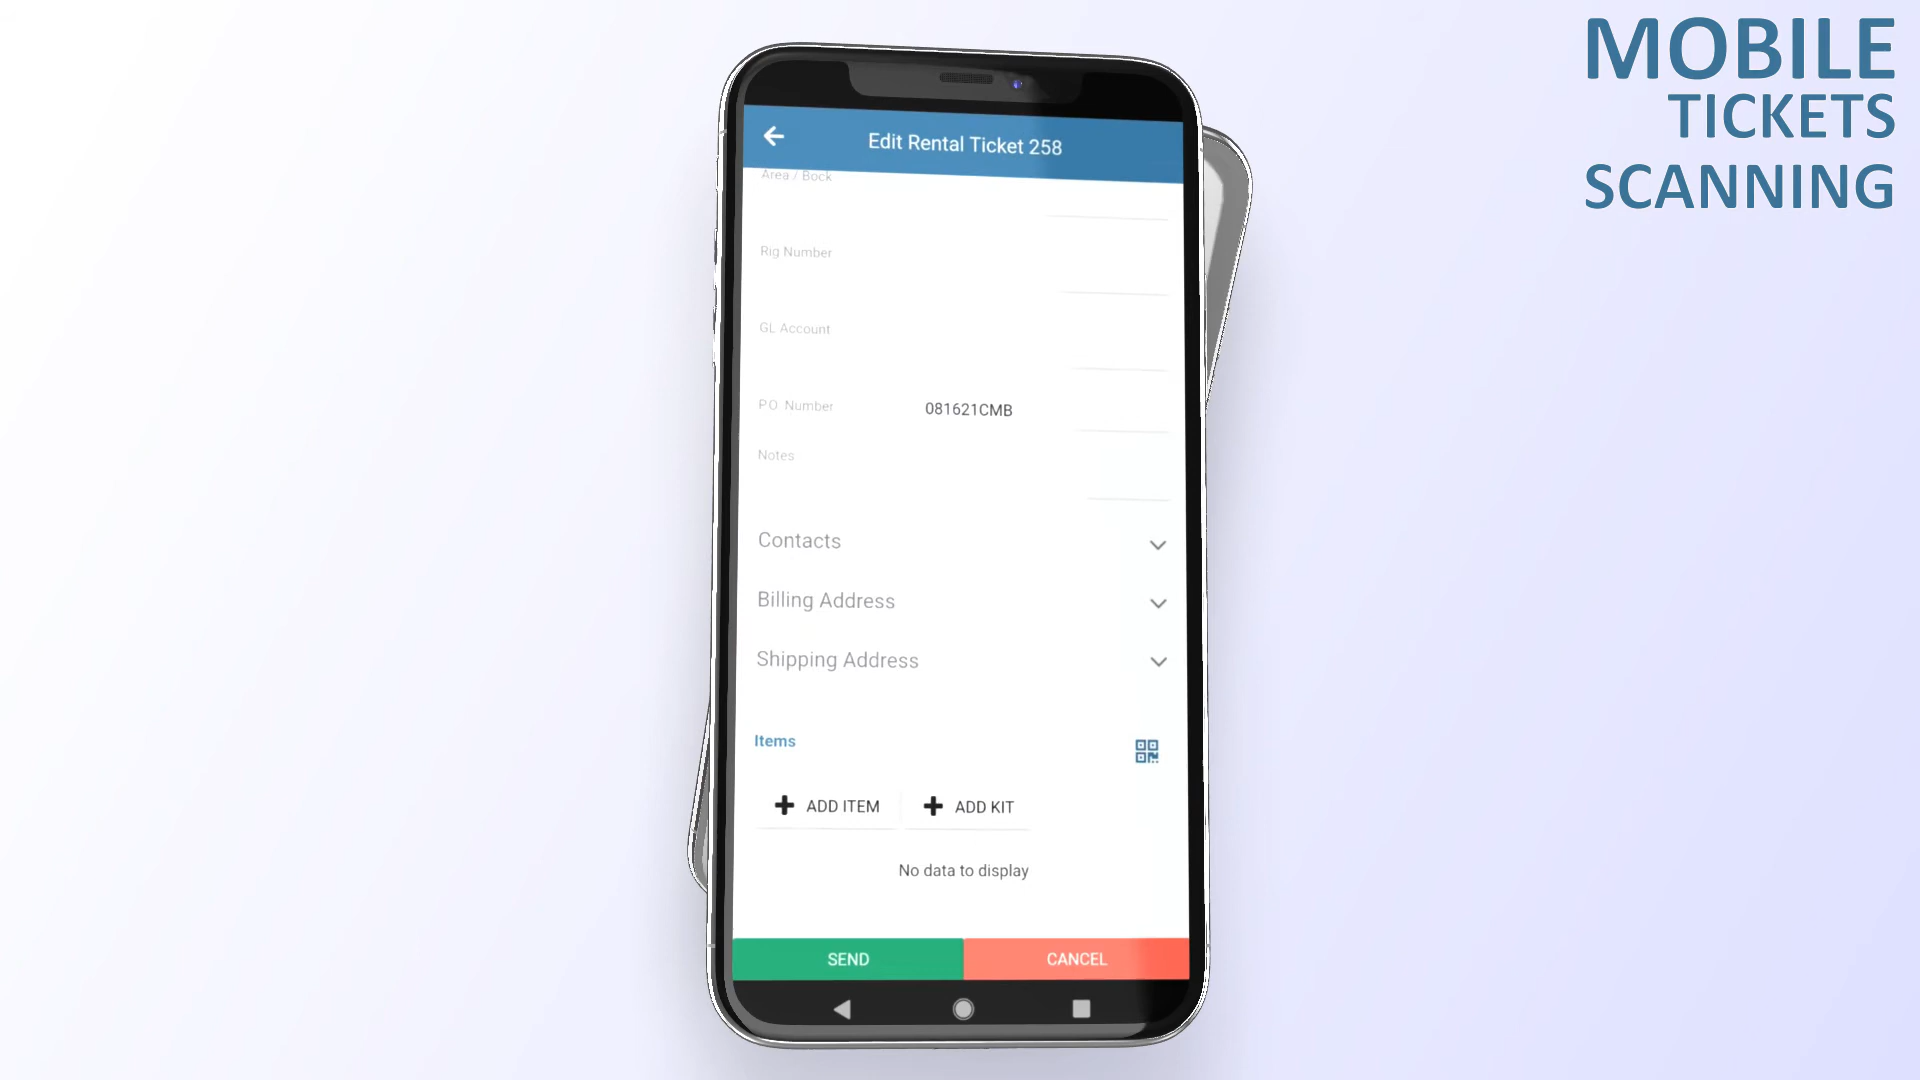 MOBILE
TICKETS
SCANNING
Edit Rental Ticket 258
Area / Bock
Rig Number
GL Account
P.O. Number 081621CMB
Notes
Contacts
Billing Address
Shipping Address
Items
ADD ITEM ADD KIT
No data to display
SEND CANCEL